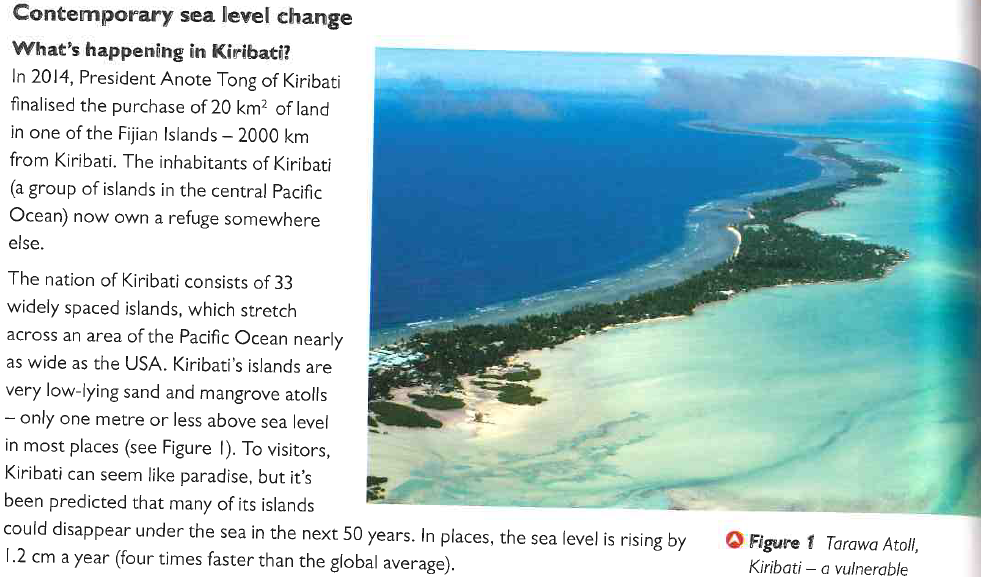 Contemporary sea level change
What's happening in Kiribati?
In 2014, President Anote Tong of Kiribati
finalised the purchase of 20 km² of land
in one of the Fijian Islands – 2000 km
from Kiribati. The inhabitants of Kiribati
(a group of islands in the central Pacific
Ocean) now own a refuge somewhere
else.
The nation of Kiribati consists of 33
widely spaced islands, which stretch
across an area of the Pacific Ocean nearly
as wide as the USA. Kiribati's islands are
very low-lying sand and mangrove atolls
– only one metre or less above sea level
in most places (see Figure 1). To visitors,
Kiribati can seem like paradise, but it's
been predicted that many of its islands
could disappear under the sea in the next 50 years. In places, the sea level is rising by
1.2 cm a year (four times faster than the global average).
Figure 1 Tarawa Atoll,
Kiribati – a vulnerable